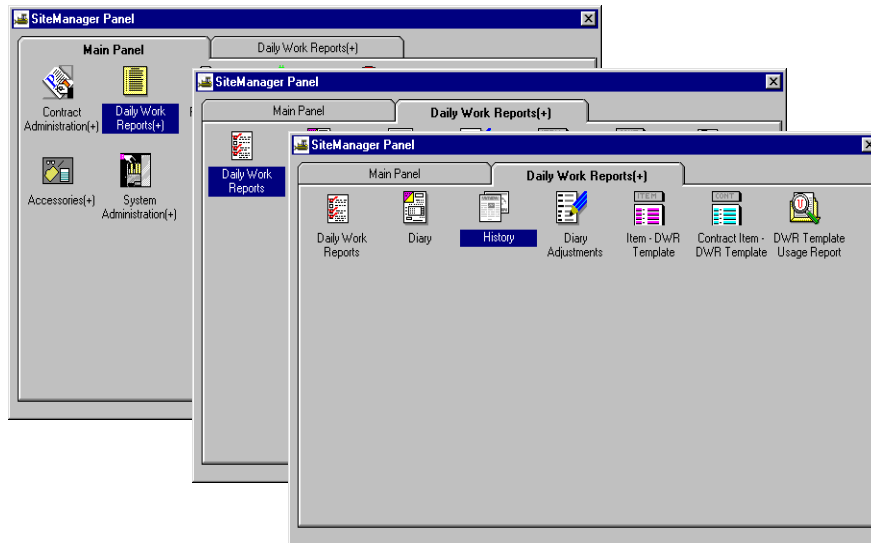 SiteManager Panel
Main Panel
Daily Work Reports(+)
Contract
Administration(+)
Daily Work
Reports(+)
Accessories(+)
System
Administration(+)
SiteManager Panel
Main Panel
Daily Work Reports(+)
Daily Work
Reports
SiteManager Panel
Main Panel
Daily Work Reports(+)
Daily Work
Reports
Diary
History
Diary
Adjustments
ITEM
Item - DWR
Template
CONT
Contract Item -
DWR Template
DWR Template
Usage Report